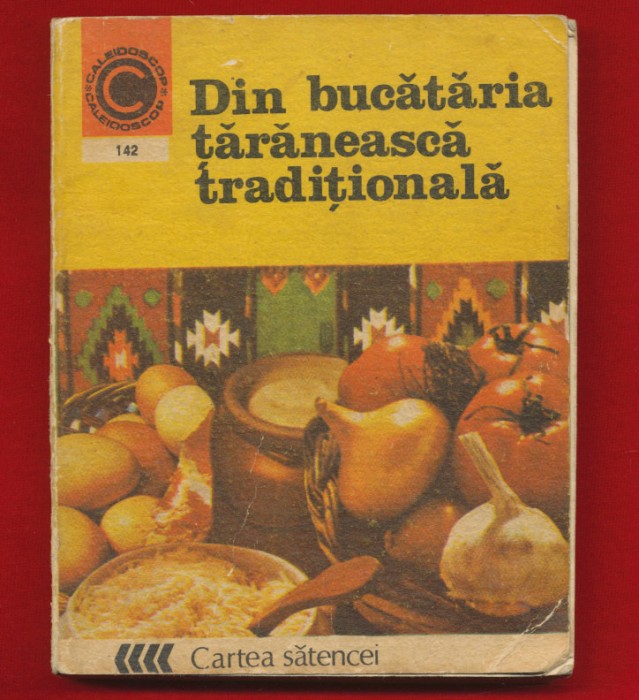 CALEIDOSCOP
CALEIDOSCOP
C
142
Din bucătăria
țărănească
tradițională
Cartea sătencei